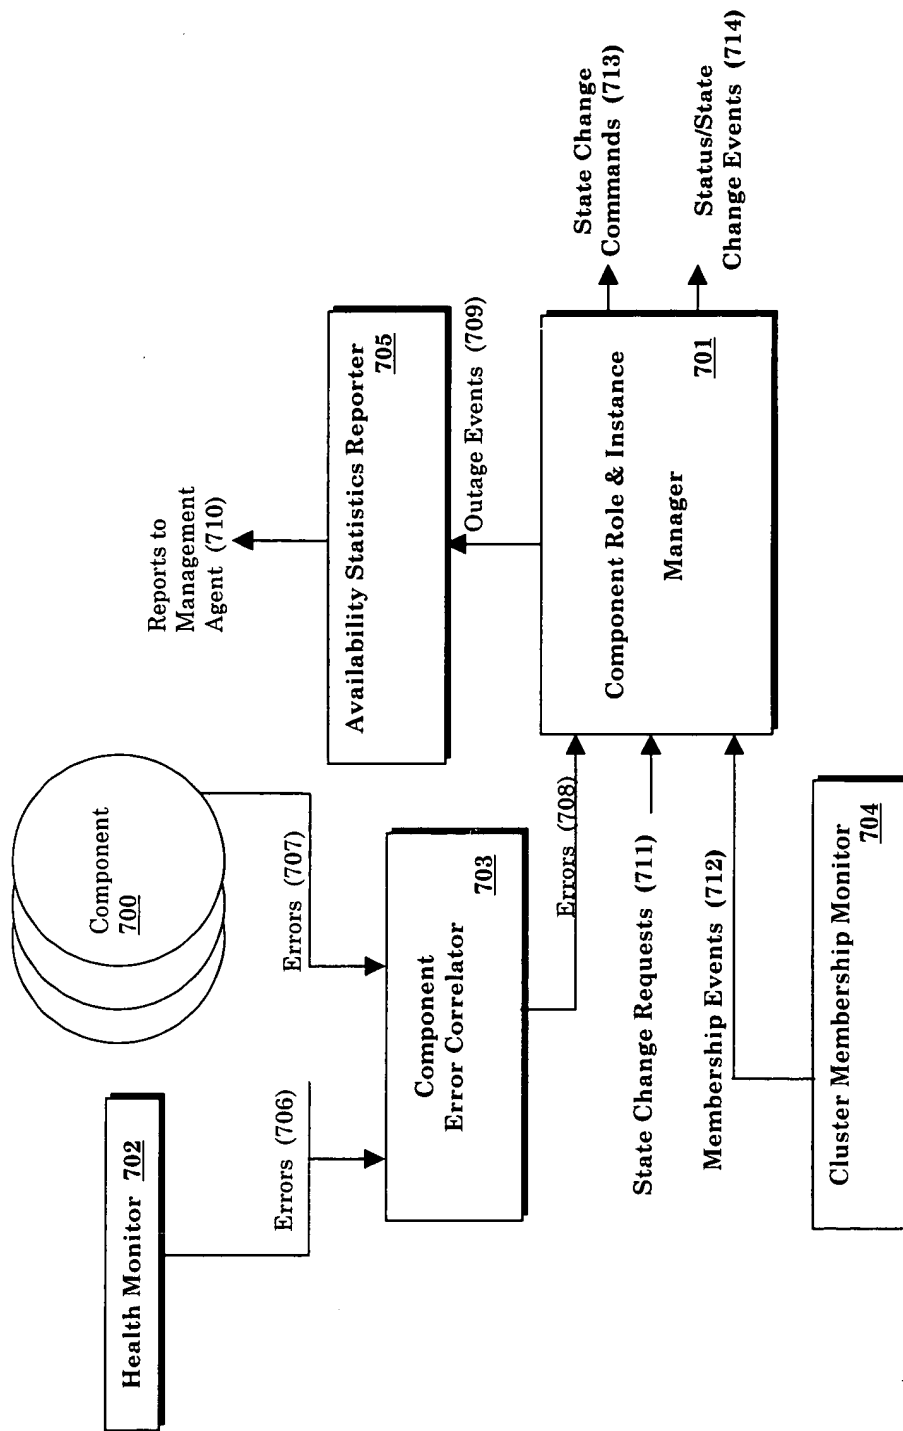 Health Monitor 702
Component
700
Errors (706)
Errors (707)
Component
Error Correlator
703
Reports to
Management
Agent (710)
Availability Statistics Reporter
705
Outage Events (709)
Errors (708)
State Change Requests (711)
Membership Events (712)
Component Role & Instance
Manager
701
State Change
Commands (713)
Status/State
Change Events (714)
Cluster Membership Monitor
704